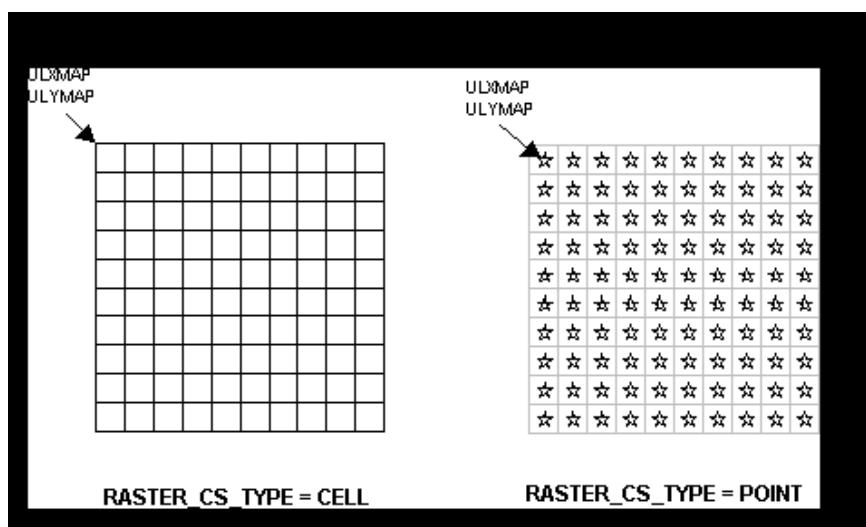 ULXMAP
ULYMAP
ULXMAP
ULYMAP
RASTER_CS_TYPE = CELL
RASTER_CS_TYPE = POINT